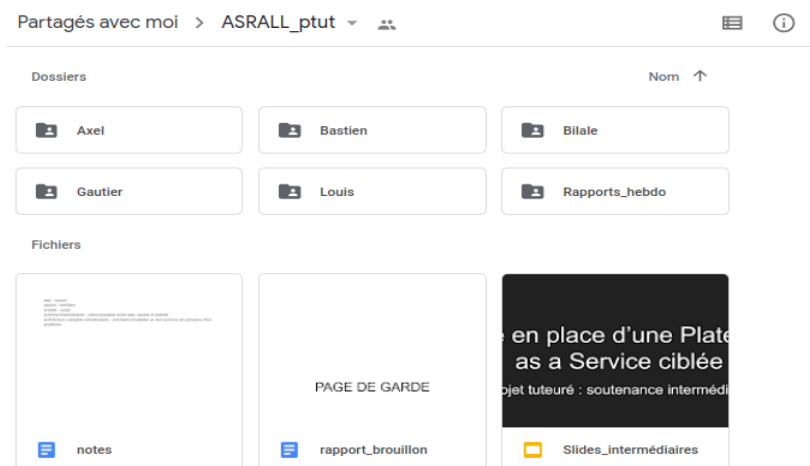 Partagés avec moi > ASRALL_ptut
Dossiers Nom
Axel Bastien Bilale
Gautier Louis Rapports_hebdo
Fichiers
PAGE DE GARDE
en place d'une Plate
as a Service ciblée
ojet tuteuré : soutenance intermédi
notes rapport_brouillon Slides_intermédiaires